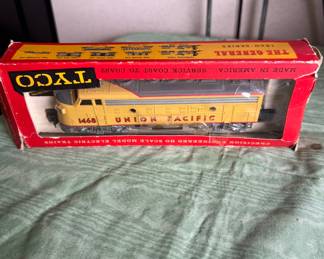 THE GENERAL
MADE IN AMERICA SERVICE COAST TO COAST
TYCO
1468 UNION PACIFIC
PRECISION ENGINEERED HO SCALE MODEL ELECTRIC TRAINS